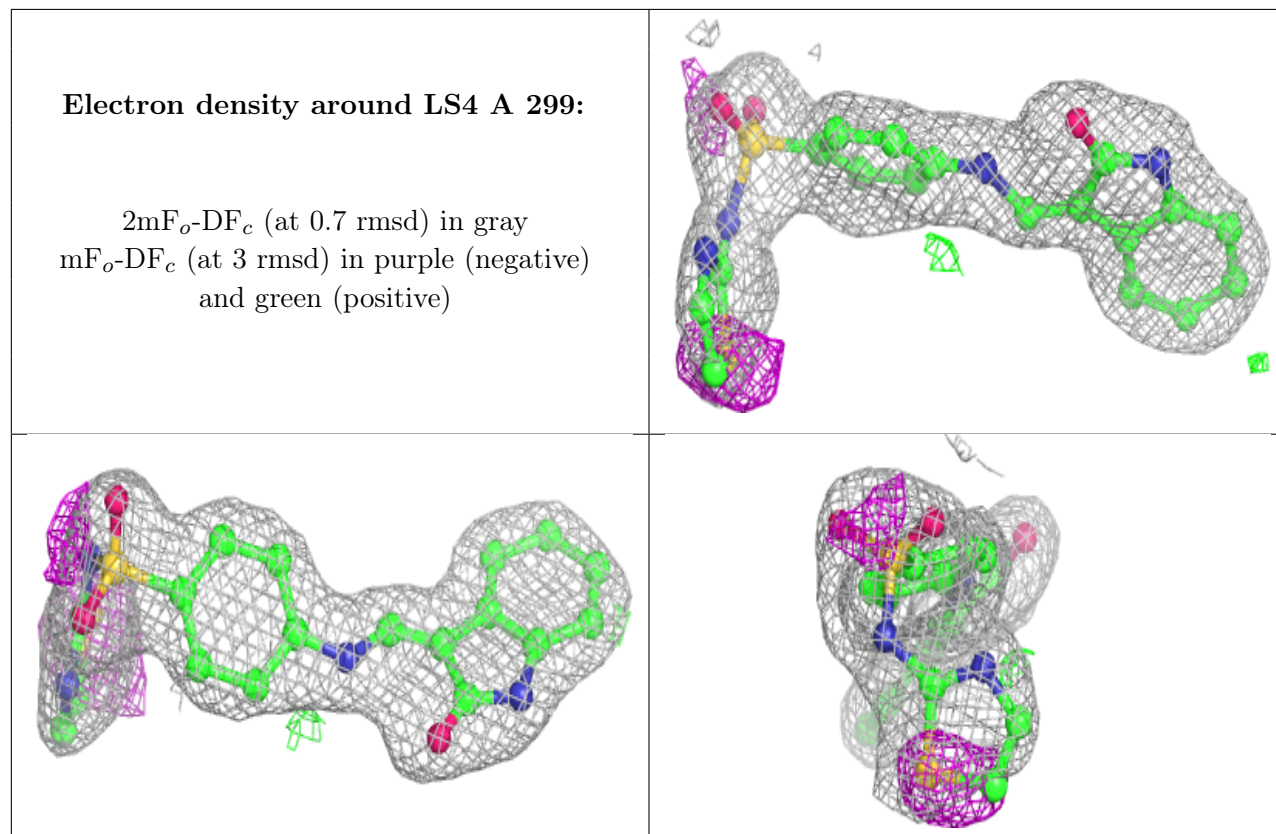 Electron density around LS4 A 299:
2mFo-DFc (at 0.7 rmsd) in gray
mFo-DFc (at 3 rmsd) in purple (negative)
and green (positive)